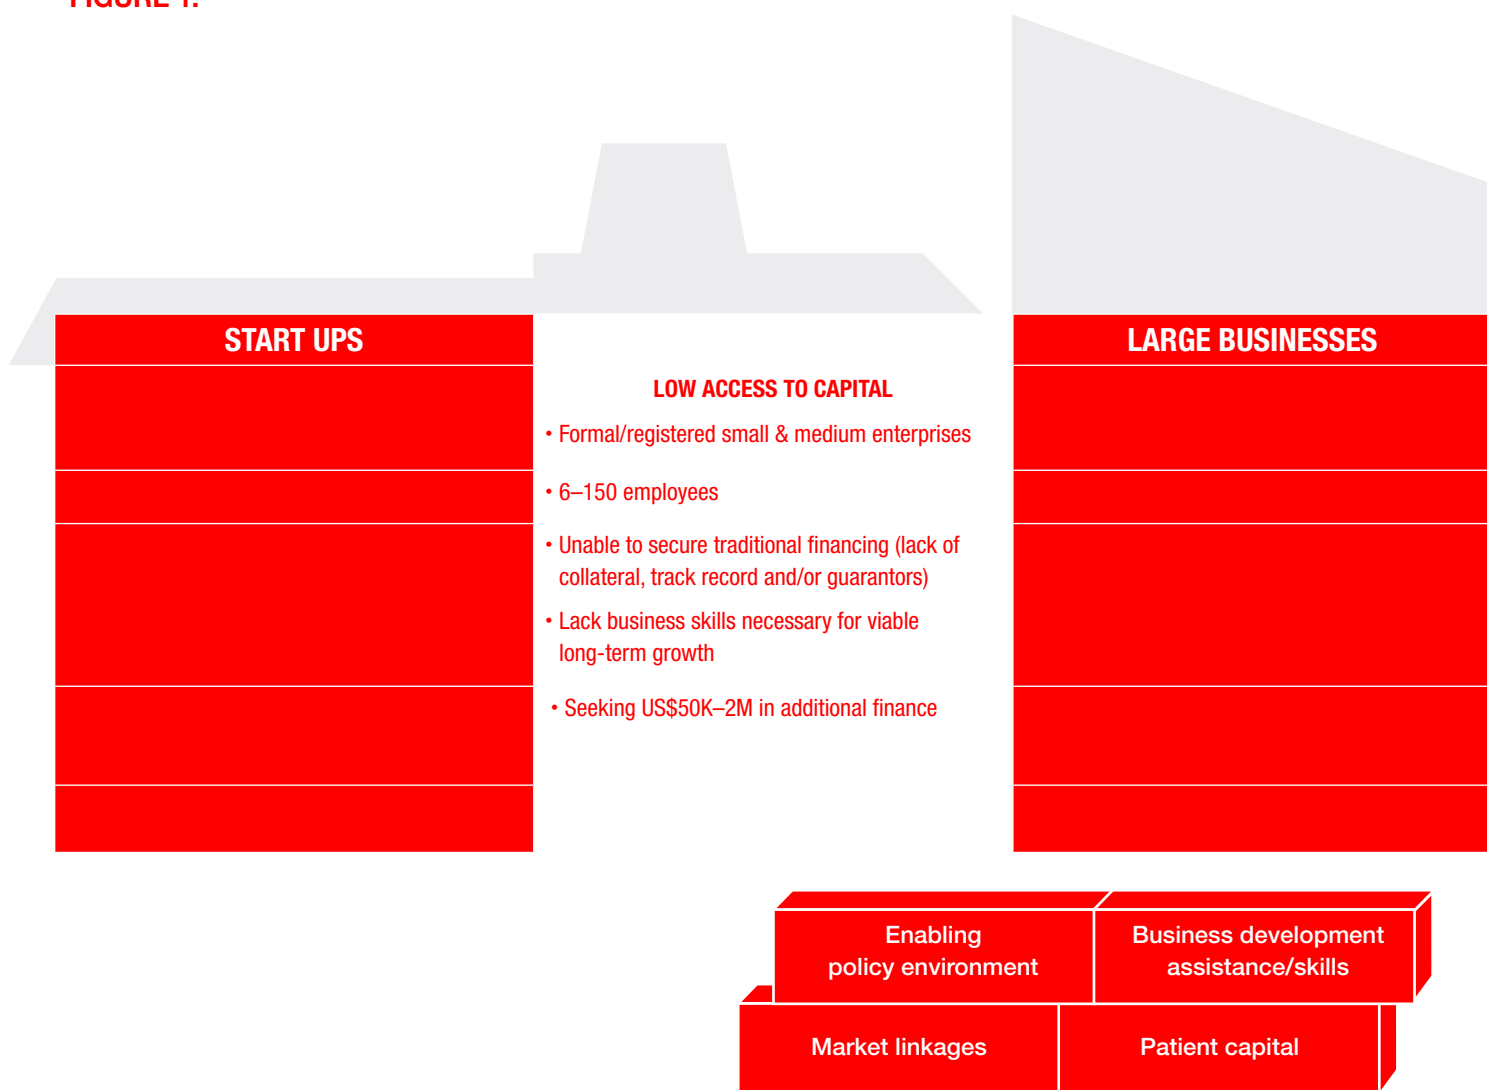 FIGURE 1.
START UPS
LARGE BUSINESSES
LOW ACCESS TO CAPITAL
• Formal/registered small & medium enterprises
• 6–150 employees
• Unable to secure traditional financing (lack of
collateral, track record and/or guarantors)
• Lack business skills necessary for viable
long-term growth
• Seeking US$50K–2M in additional finance
Enabling
policy environment
Business development
assistance/skills
Market linkages
Patient capital